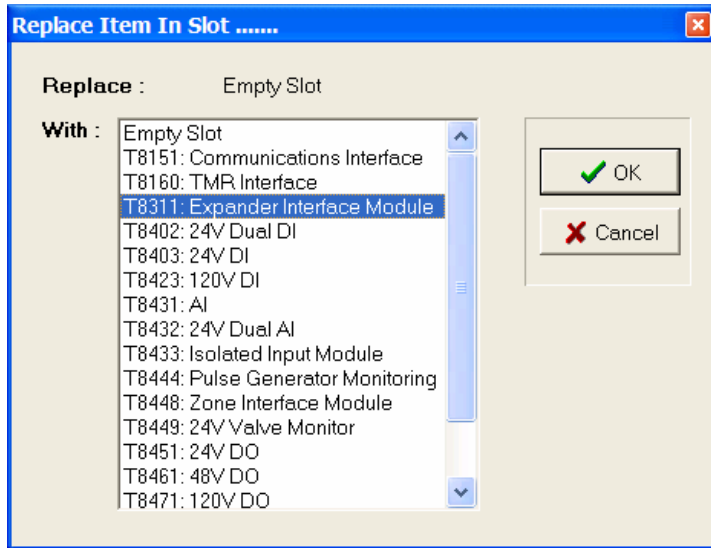 Replace Item In Slot .......
Replace : Empty Slot
With :
Empty Slot
T8151: Communications Interface
T8160: TMR Interface
T8311: Expander Interface Module
T8402: 24V Dual DI
T8403: 24V DI
T8423: 120V DI
T8431: AI
T8432: 24V Dual AI
T8433: Isolated Input Module
T8444: Pulse Generator Monitoring
T8448: Zone Interface Module
T8449: 24V Valve Monitor
T8451: 24V DO
T8461: 48V DO
T8471: 120V DO
OK
Cancel